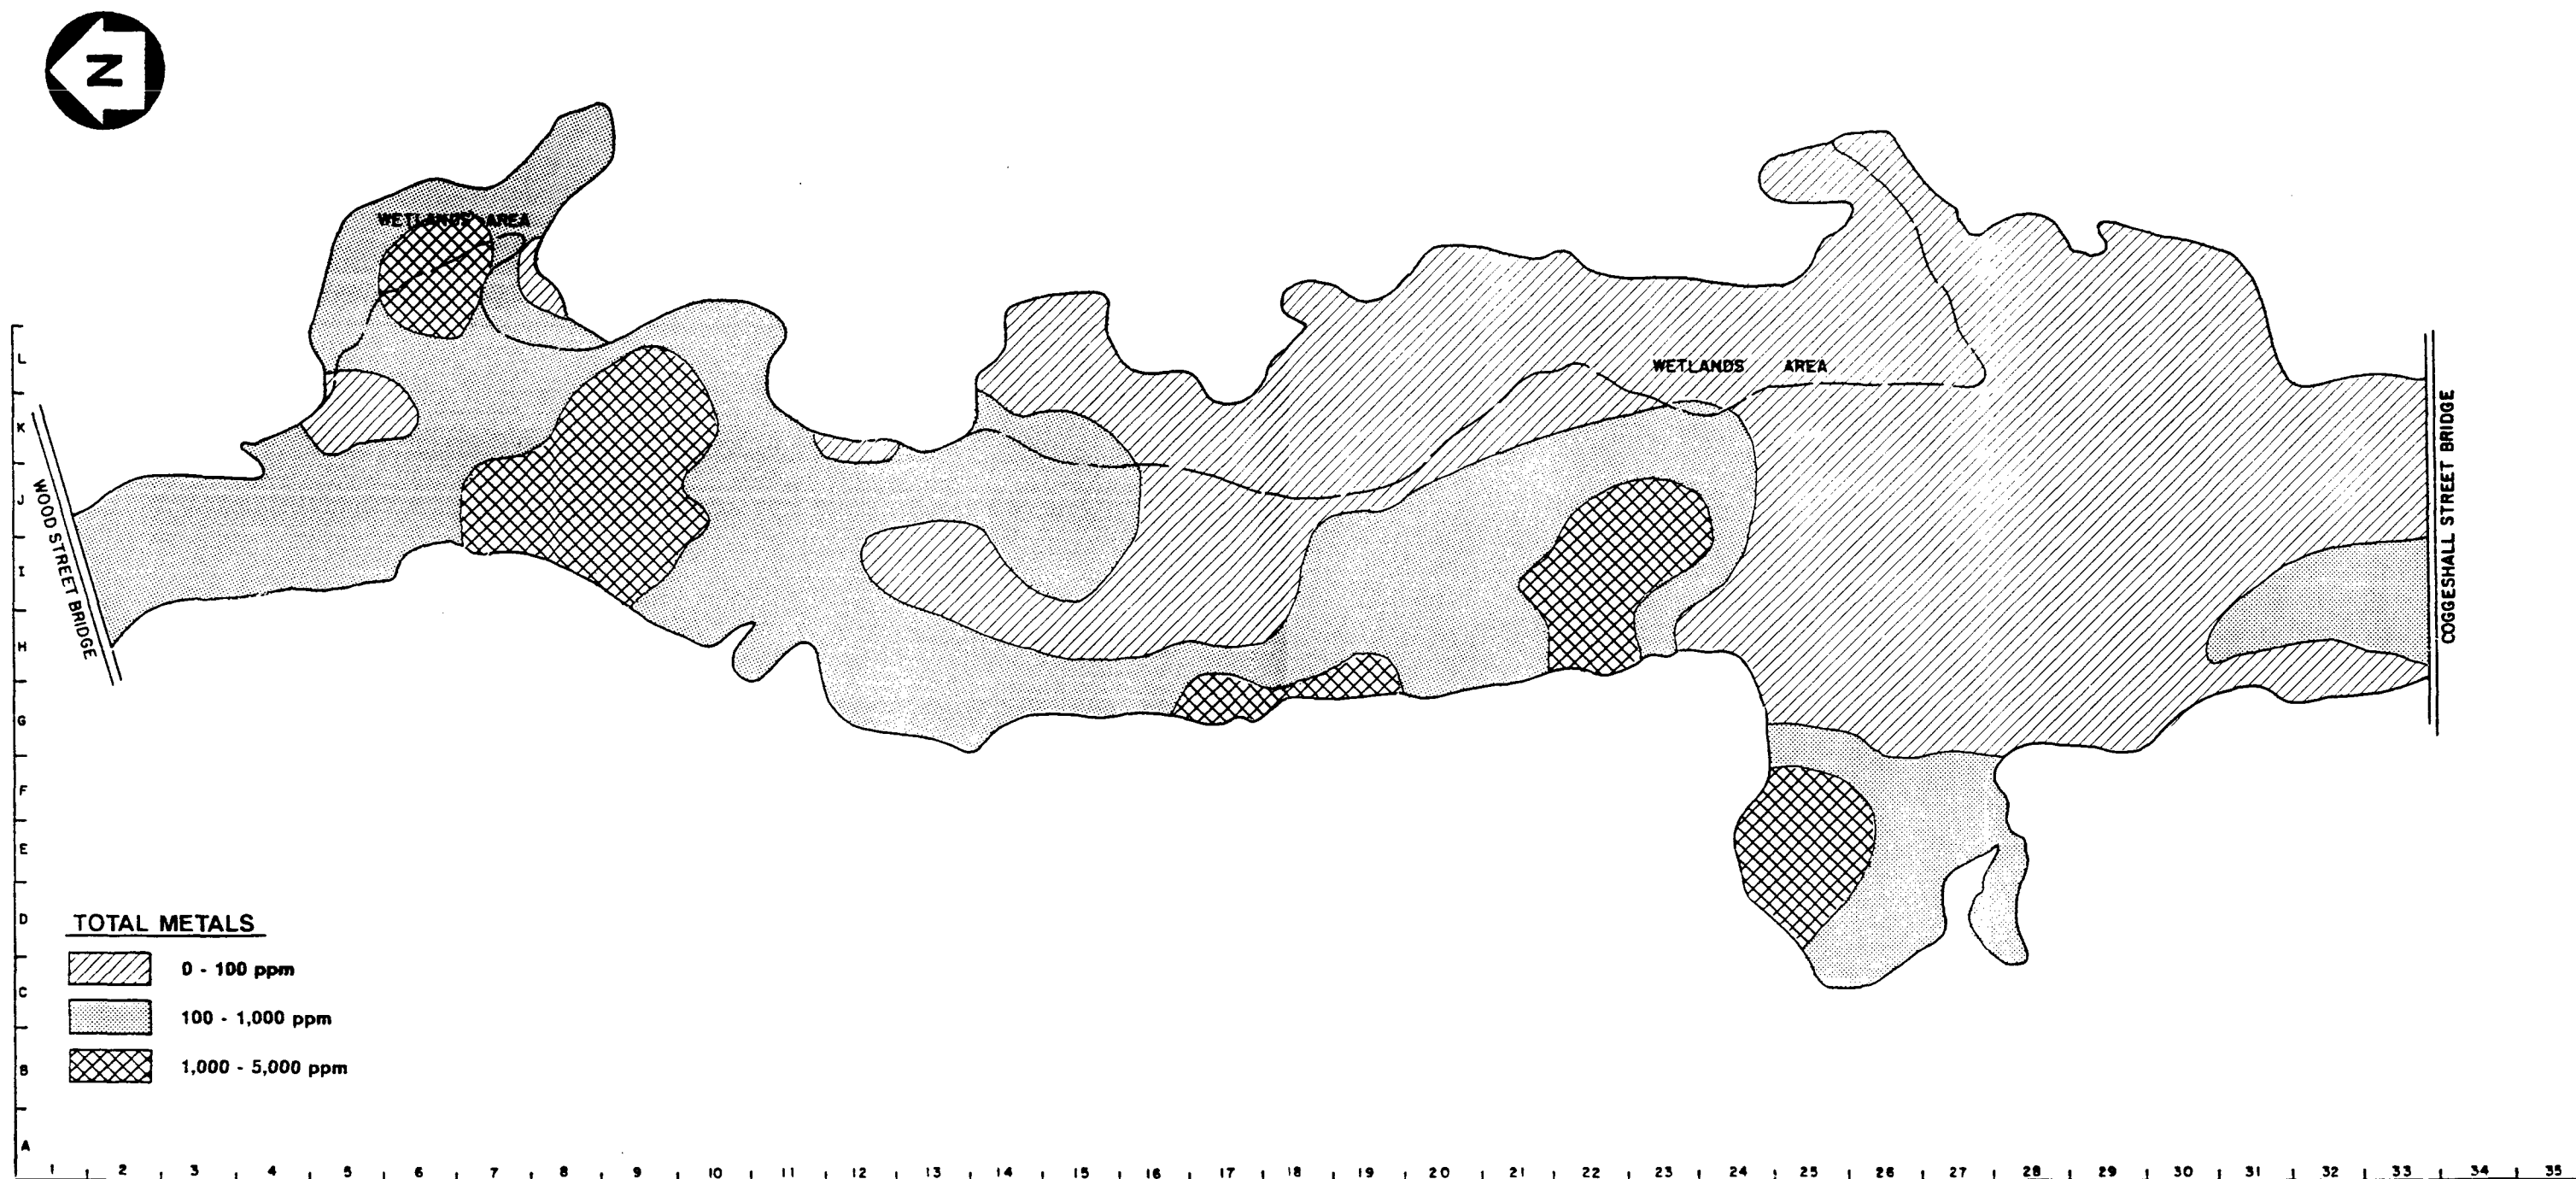 N
WETLANDS AREA
WETLANDS AREA
WOOD STREET BRIDGE
COGGESHALL STREET BRIDGE
L
K
J
I
H
G
F
E
D
C
B
A
TOTAL METALS
0 - 100 ppm
100 - 1,000 ppm
1,000 - 5,000 ppm
1 2 3 4 5 6 7 8 9 10 11 12 13 14 15 16 17 18 19 20 21 22 23 24 25 26 27 28 29 30 31 32 33 34 35